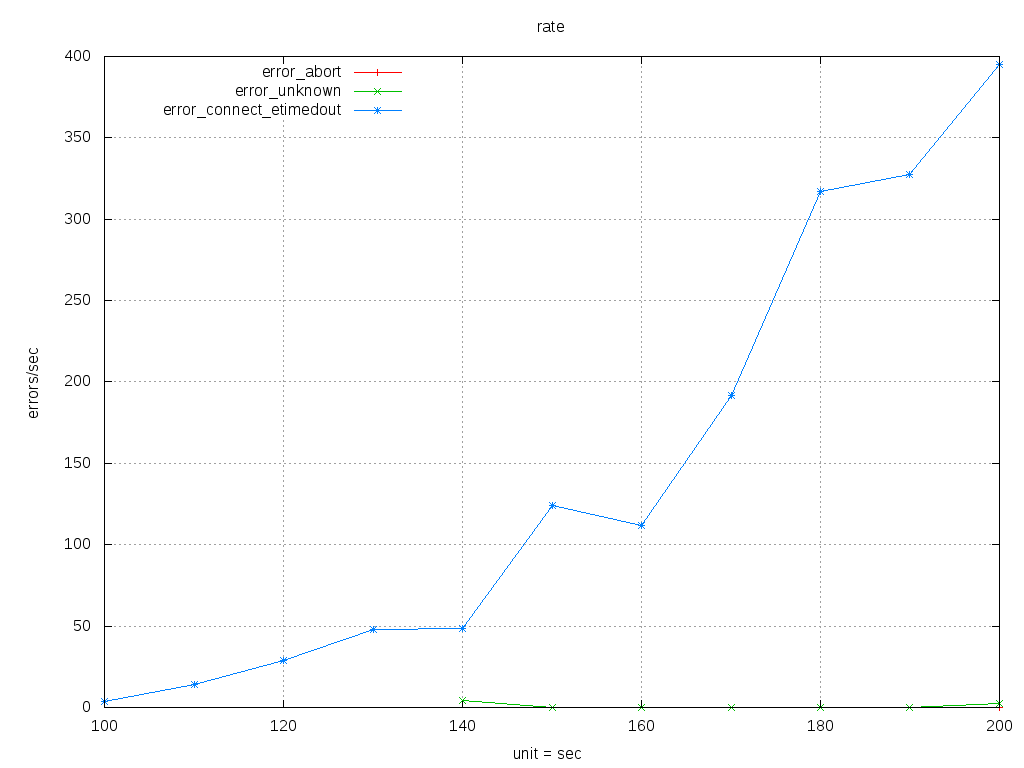 rate
400
350
300
250
200
150
100
50
0
errors/sec
error_abort
error_unknown
error_connect_etimedout
100 120 140 160 180 200
unit = sec